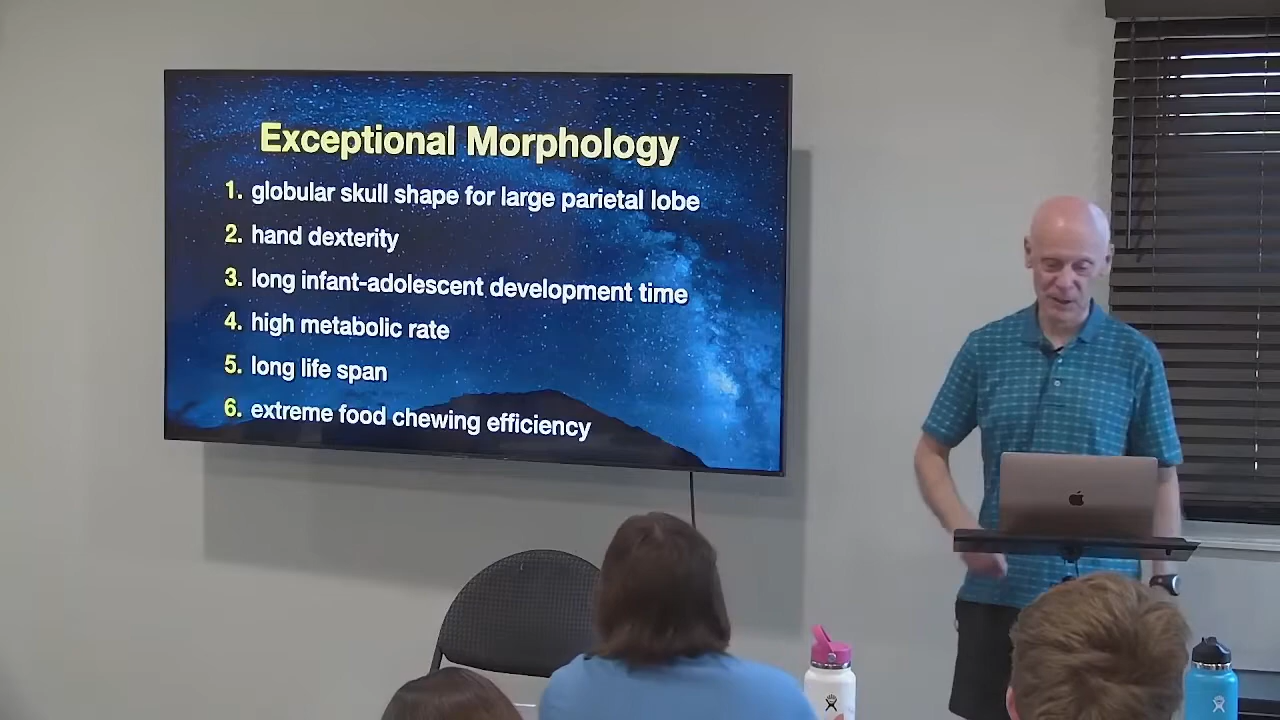 Exceptional Morphology
1. globular skull shape for large parietal lobe
2. hand dexterity
3. long infant-adolescent development time
4. high metabolic rate
5. long life span
6. extreme food chewing efficiency